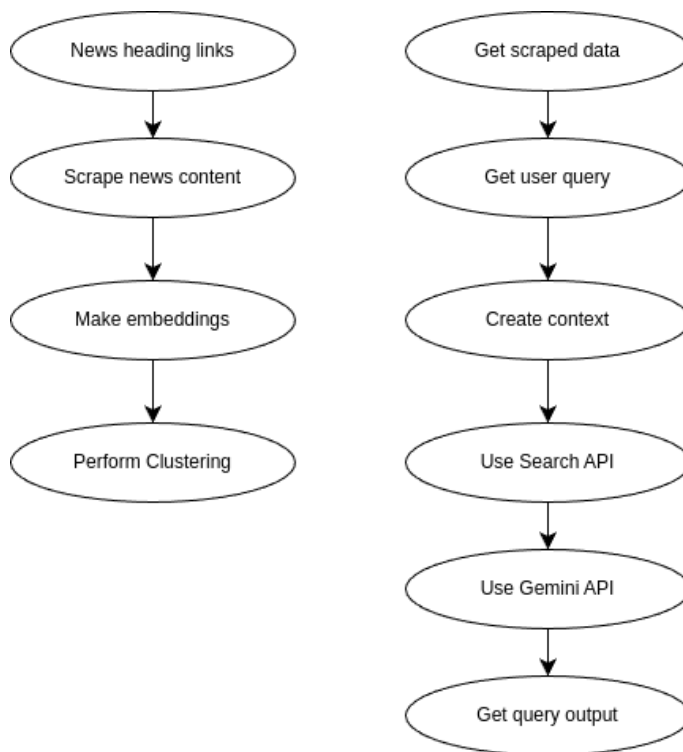 News heading links
Scrape news content
Make embeddings
Perform Clustering
Get scraped data
Get user query
Create context
Use Search API
Use Gemini API
Get query output